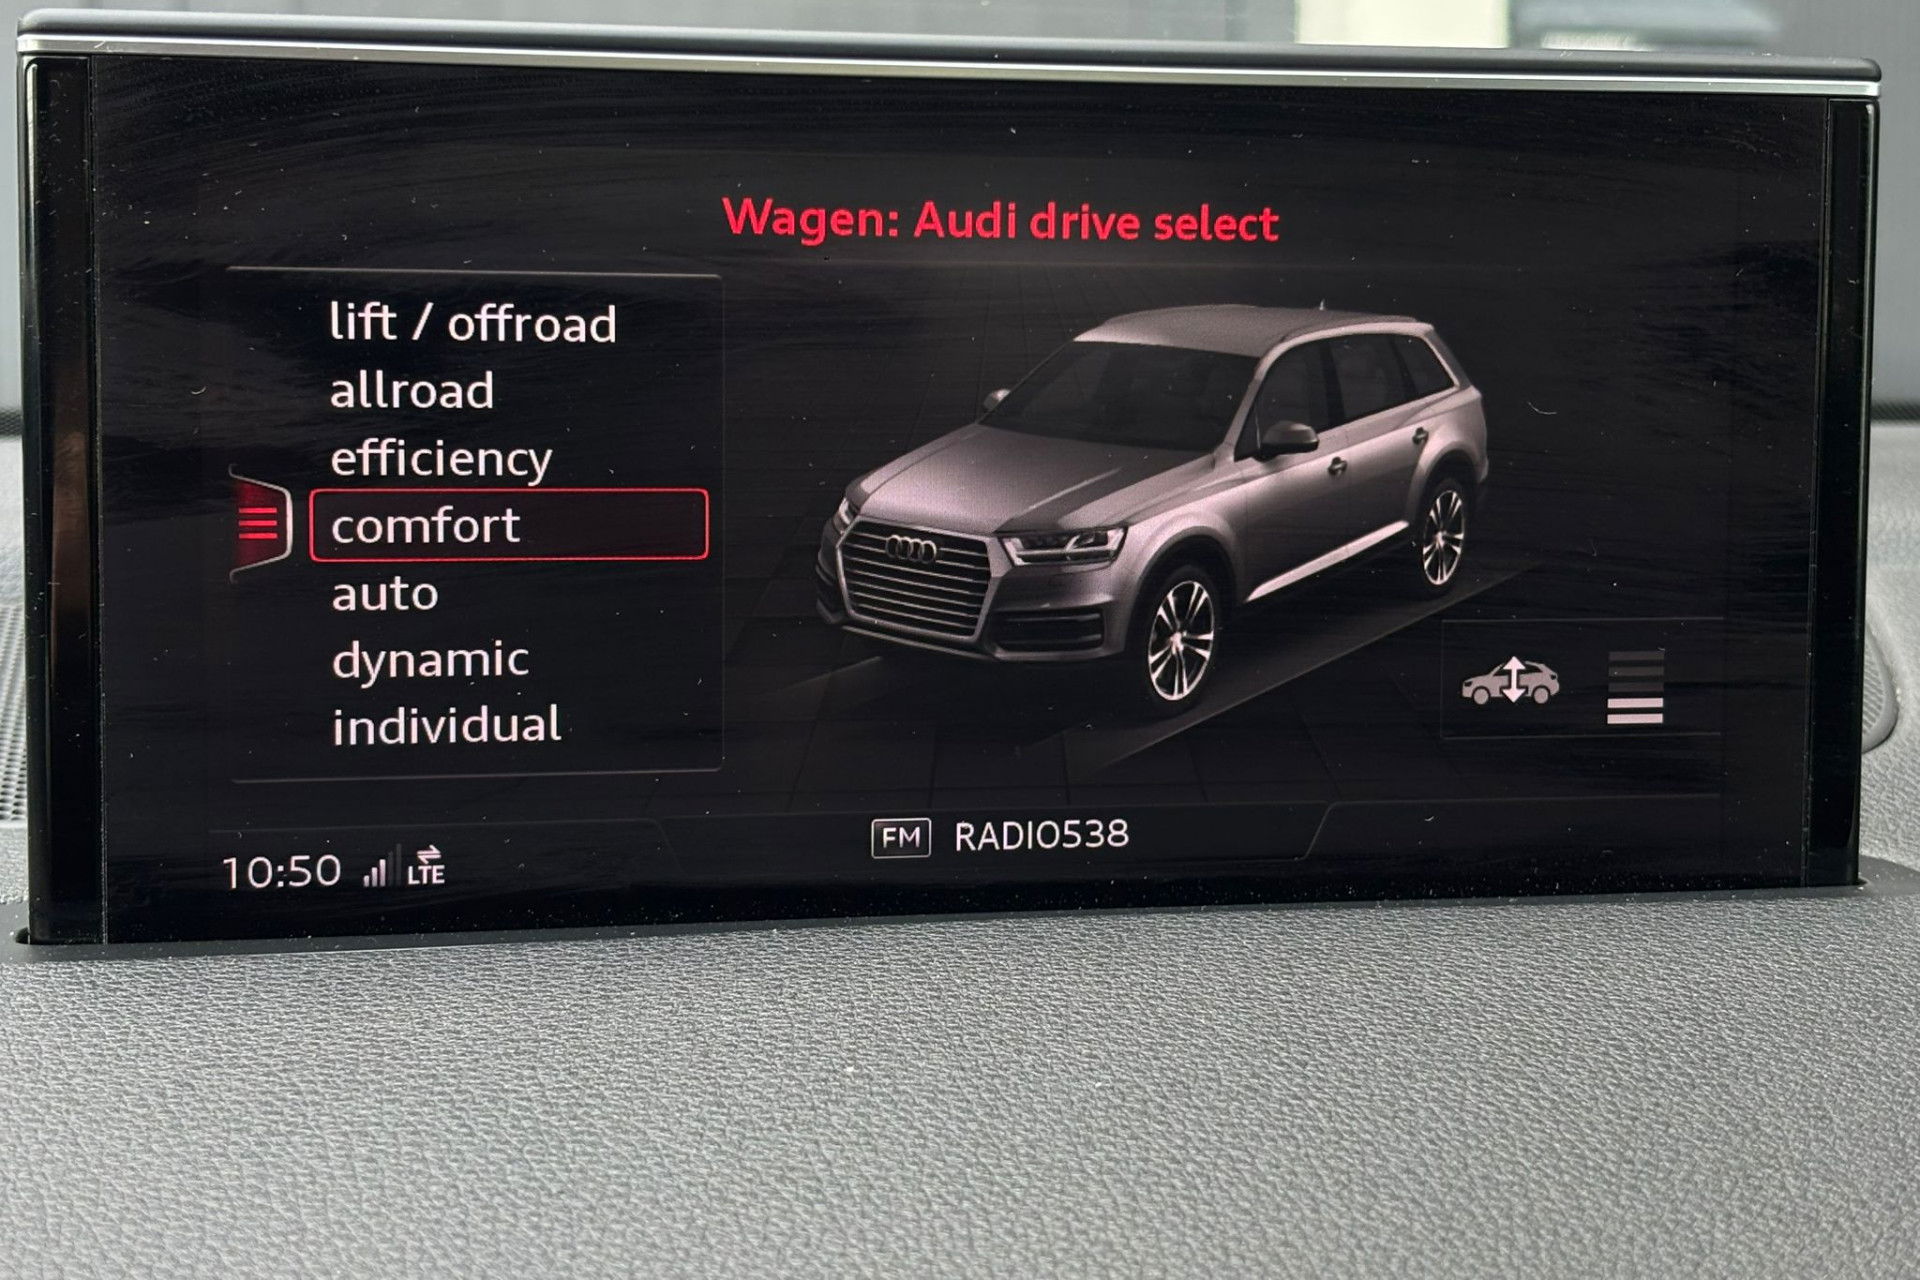 Wagen: Audi drive select
lift / offroad
allroad
efficiency
comfort
auto
dynamic
individual
FM RADIO538
10:50 LTE